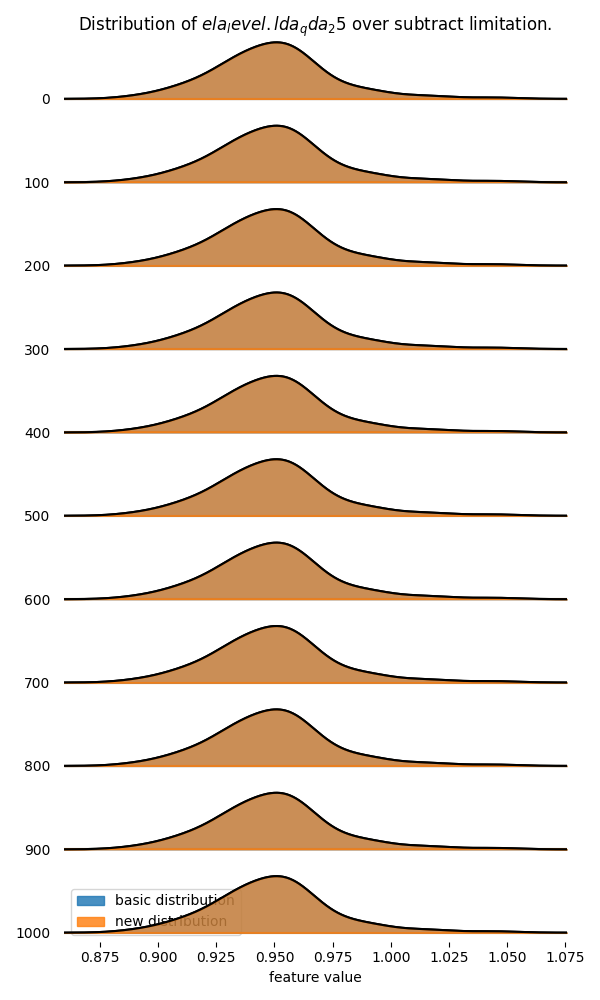 Distribution of elaₗevel.lda_qda₂5 over subtract limitation.
0
100
200
300
400
500
600
700
800
900
1000
basic distribution
new distribution
0.875 0.900 0.925 0.950 0.975 1.000 1.025 1.050 1.075
feature value